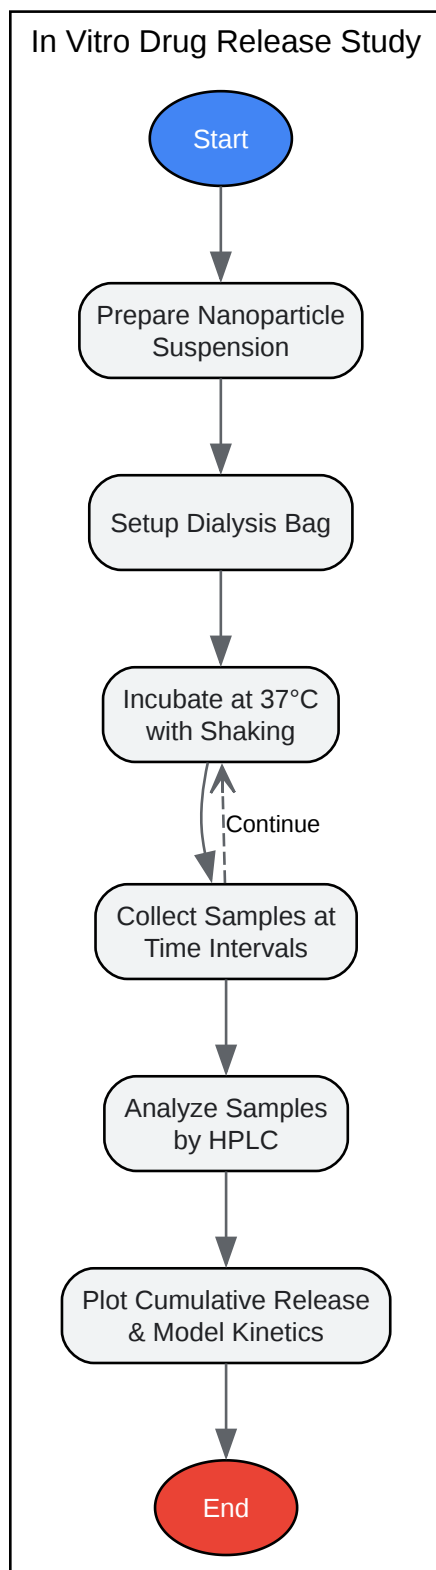 In Vitro Drug Release Study
Start
Prepare Nanoparticle
Suspension
Setup Dialysis Bag
Incubate at 37°C
with Shaking
Continue
Collect Samples at
Time Intervals
Analyze Samples
by HPLC
Plot Cumulative Release
& Model Kinetics
End